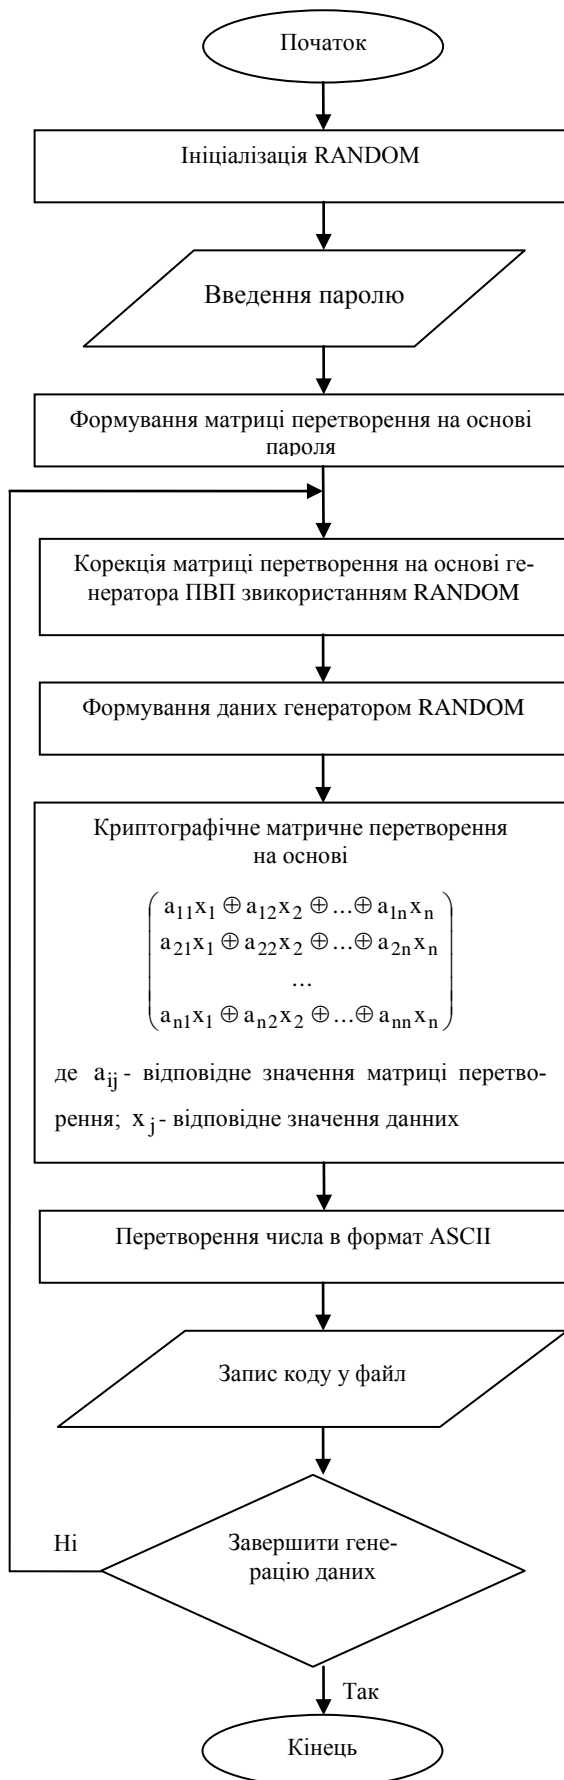 Початок
Ініціалізація RANDOM
Введення паролю
Формування матриці перетворення на основі
пароля
Корекція матриці перетворення на основі ге-
нератора ПВП звикористанням RANDOM
Формування даних генератором RANDOM
Криптографічне матричне перетворення
на основі
a₁₁x₁ ⊕ a₁₂x₂ ⊕ ...⊕ a₁ₙxₙ
a₂₁x₁ ⊕ a₂₂x₂ ⊕ ...⊕ a₂ₙxₙ
...
aₙ₁x₁ ⊕ aₙ₂x₂ ⊕ ...⊕ aₙₙxₙ
де aᵢⱼ - відповідне значення матриці перетво-
рення; xⱼ - відповідне значення данних
Перетворення числа в формат ASCII
Запис коду у файл
Завершити гене-
рацію даних
Ні
Так
Кінець